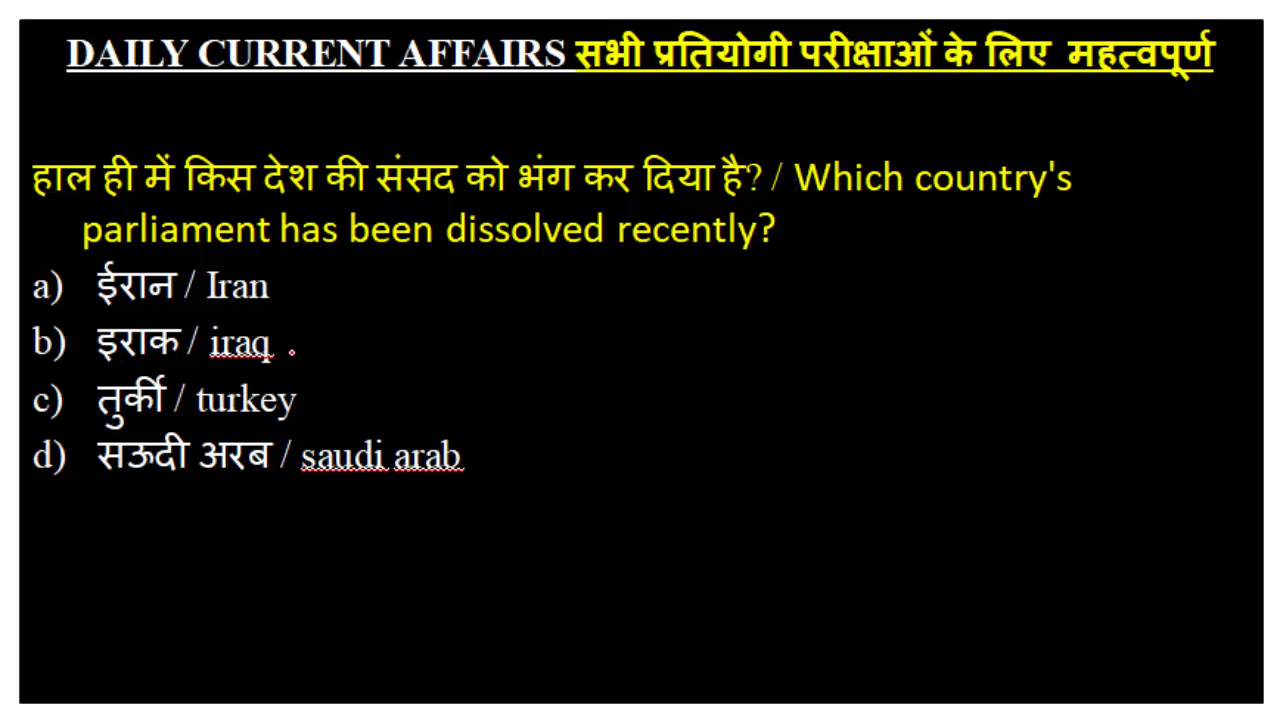 DAILY CURRENT AFFAIRS सभी प्रतियोगी परीक्षाओं के लिए महत्वपूर्ण
हाल ही में किस देश की संसद को भंग कर दिया है? / Which country's
parliament has been dissolved recently?
a) ईरान / Iran
b) इराक / iraq
c) तुर्की / turkey
d) सऊदी अरब / saudi arab